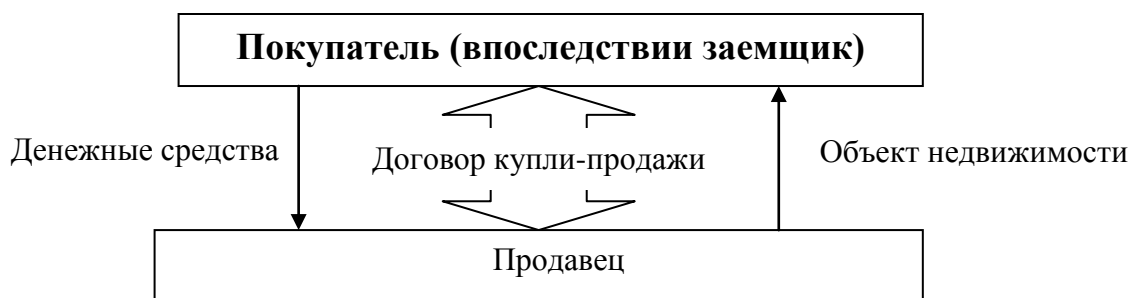 Покупатель (впоследствии заемщик)
Денежные средства
Договор купли-продажи
Объект недвижимости
Продавец